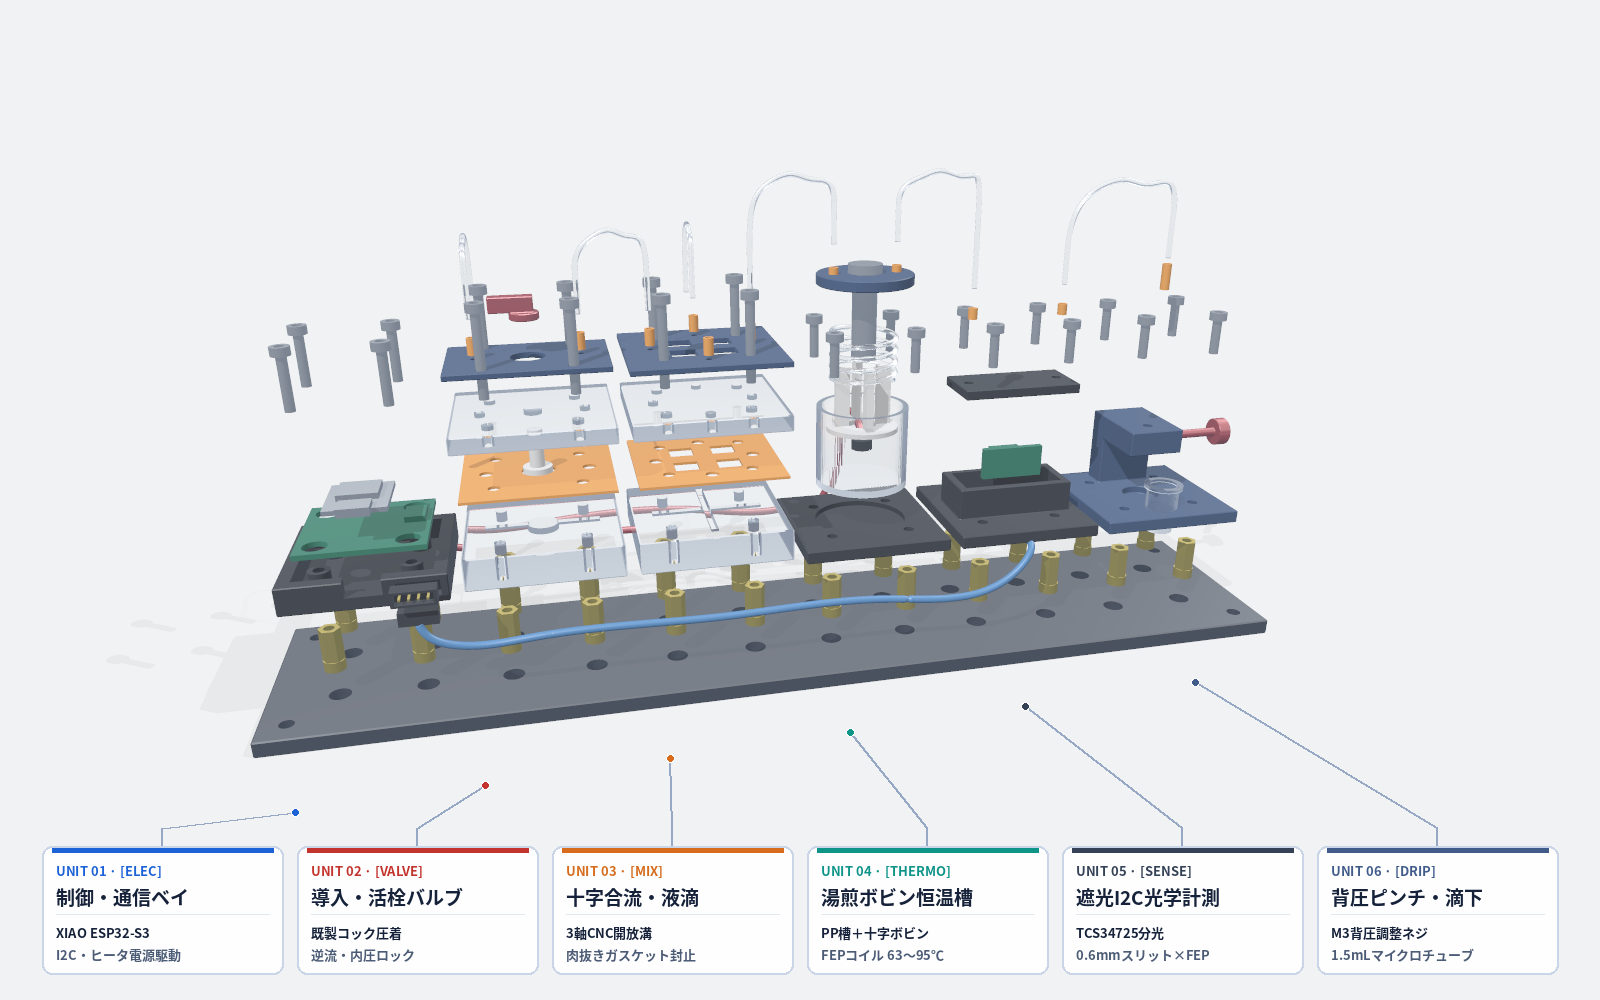 UNIT 01 · [ELEC]
制御・通信ベイ
XIAO ESP32-S3
I2C・ヒータ電源駆動
UNIT 02 · [VALVE]
導入・活栓バルブ
既製コック圧着
逆流・内圧ロック
UNIT 03 · [MIX]
十字合流・液滴
3軸CNC開放溝
肉抜きガスケット封止
UNIT 04 · [THERMO]
湯煎ボビン恒温槽
PP槽＋十字ボビン
FEPコイル 63〜95℃
UNIT 05 · [SENSE]
遮光I2C光学計測
TCS34725分光
0.6mmスリット×FEP
UNIT 06 · [DRIP]
背圧ピンチ・滴下
M3背圧調整ネジ
1.5mLマイクロチューブ